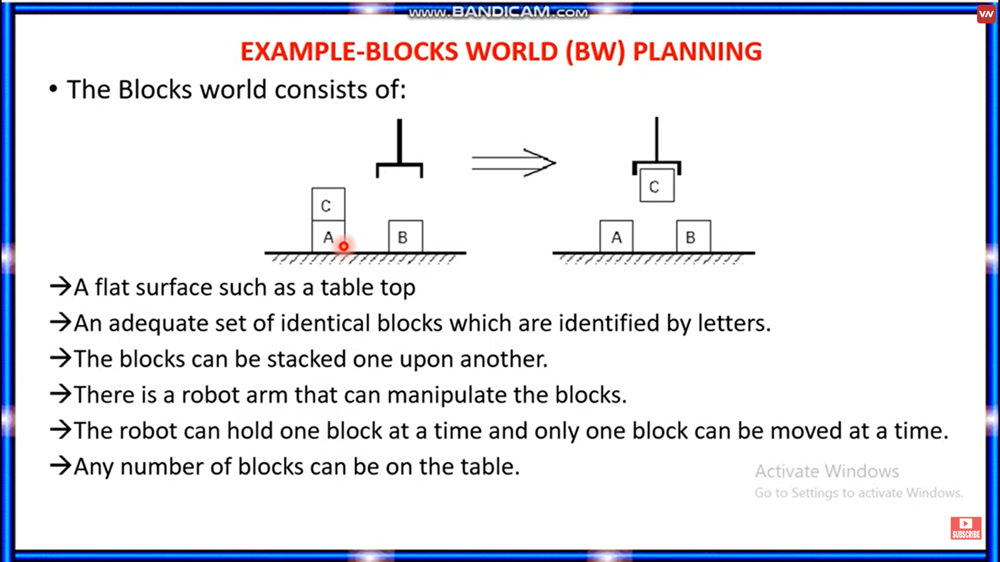 www.BANDICAM.com
VN
EXAMPLE-BLOCKS WORLD (BW) PLANNING
• The Blocks world consists of:
C
C
A
B
A
B
→A flat surface such as a table top
→An adequate set of identical blocks which are identified by letters.
→The blocks can be stacked one upon another.
→There is a robot arm that can manipulate the blocks.
→The robot can hold one block at a time and only one block can be moved at a time.
→Any number of blocks can be on the table.
Activate Windows
Go to Settings to activate Windows.
SUBSCRIBE